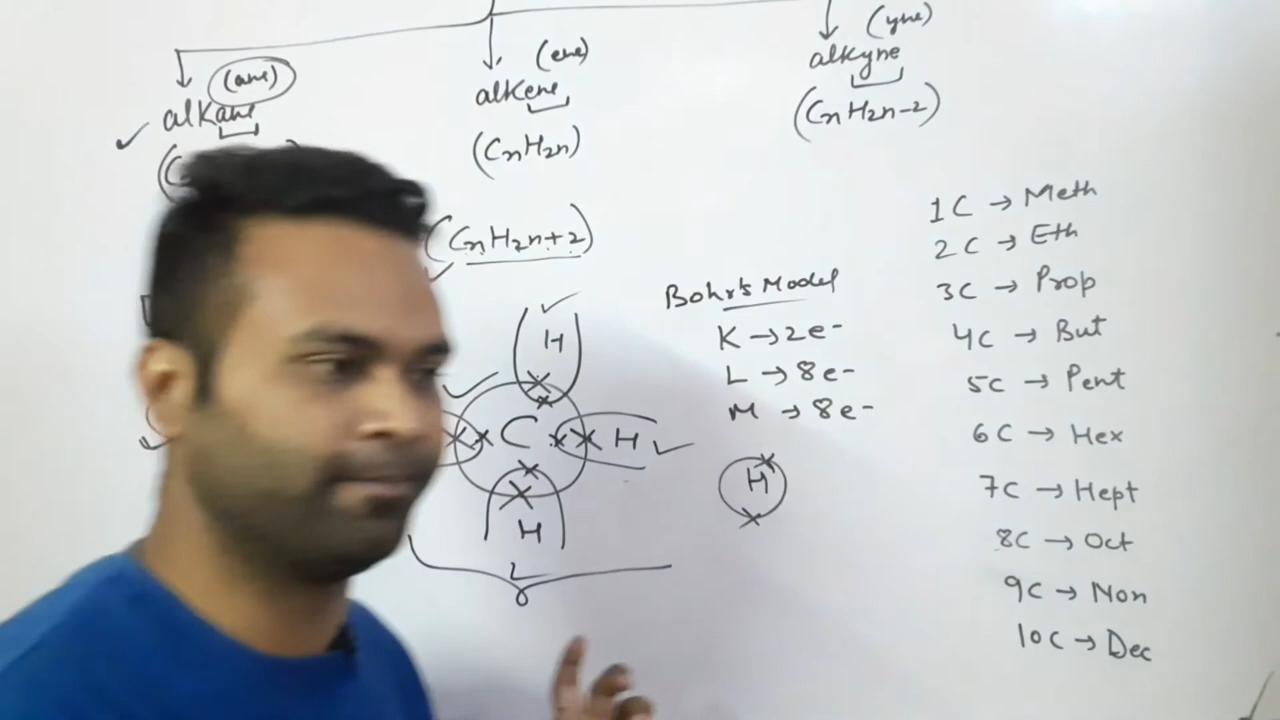 (ane)
alkane
(ene)
alkene
(CnH2n)
(yne)
alkyne
(CnH2n-2)
(CnH2n+2)
H
C
H
H
Bohr's Model
K → 2e-
L → 8e-
M → 8e-
H
1C → Meth
2C → Eth
3C → Prop
4C → But
5C → Pent
6C → Hex
7C → Hept
8C → Oct
9C → Non
10C → Dec